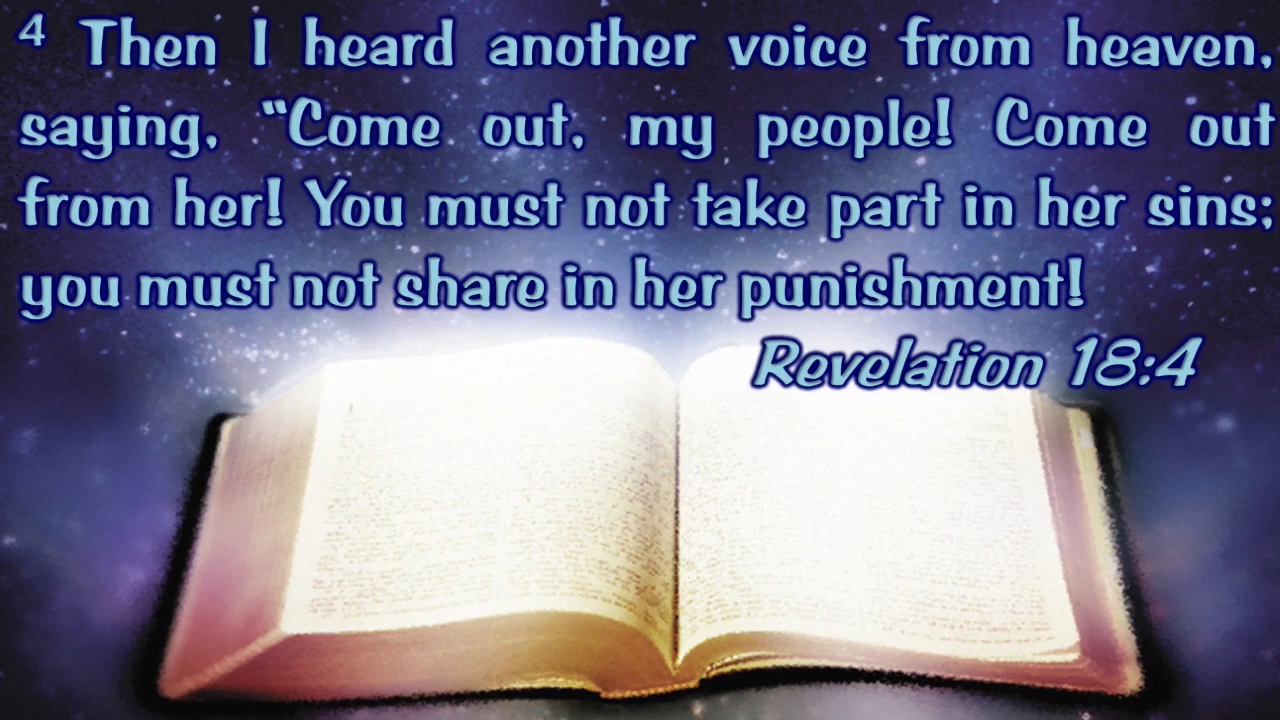 4 Then I heard another voice from heaven,
saying, “Come out, my people! Come out
from her! You must not take part in her sins;
you must not share in her punishment!
Revelation 18:4